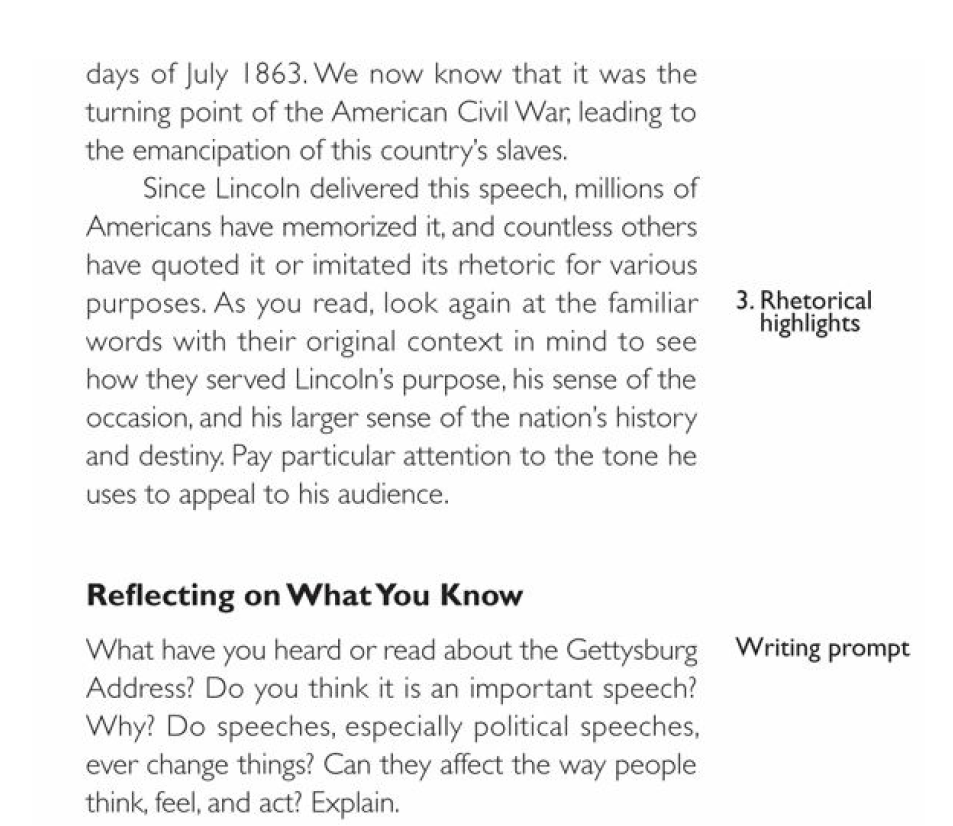 days of July 1863. We now know that it was the
turning point of the American Civil War, leading to
the emancipation of this country's slaves.
Since Lincoln delivered this speech, millions of
Americans have memorized it, and countless others
have quoted it or imitated its rhetoric for various
purposes. As you read, look again at the familiar
words with their original context in mind to see
how they served Lincoln's purpose, his sense of the
occasion, and his larger sense of the nation's history
and destiny. Pay particular attention to the tone he
uses to appeal to his audience.
3. Rhetorical
highlights
Reflecting on What You Know
What have you heard or read about the Gettysburg
Address? Do you think it is an important speech?
Why? Do speeches, especially political speeches,
ever change things? Can they affect the way people
think, feel, and act? Explain.
Writing prompt